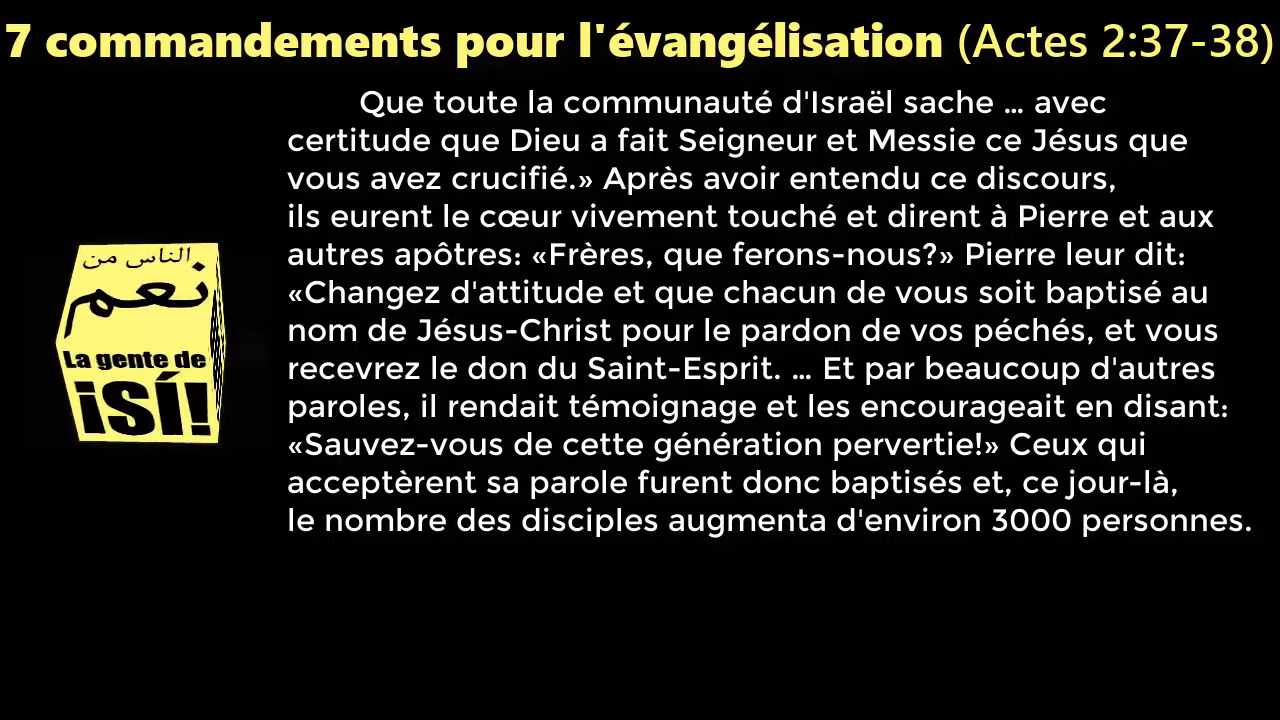 7 commandements pour l'évangélisation (Actes 2:37-38)
Que toute la communauté d'Israël sache … avec
certitude que Dieu a fait Seigneur et Messie ce Jésus que
vous avez crucifié.» Après avoir entendu ce discours,
ils eurent le cœur vivement touché et dirent à Pierre et aux
autres apôtres: «Frères, que ferons-nous?» Pierre leur dit:
«Changez d'attitude et que chacun de vous soit baptisé au
nom de Jésus-Christ pour le pardon de vos péchés, et vous
recevrez le don du Saint-Esprit. … Et par beaucoup d'autres
paroles, il rendait témoignage et les encourageait en disant:
«Sauvez-vous de cette génération pervertie!» Ceux qui
acceptèrent sa parole furent donc baptisés et, ce jour-là,
le nombre des disciples augmenta d'environ 3000 personnes.
الناس من
نعم
La gente de
¡SÍ!